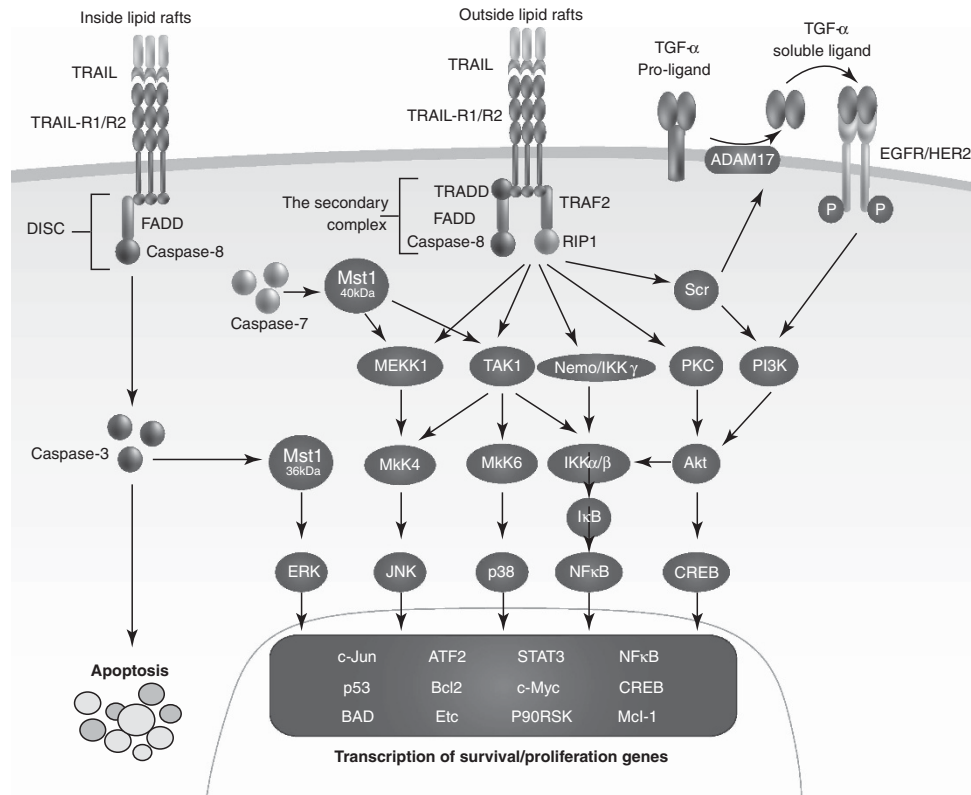 Inside lipid rafts
Outside lipid rafts
TGF-α
Pro-ligand
TGF-α
soluble ligand
TRAIL
TRAIL
TRAIL-R1/R2
TRAIL-R1/R2
ADAM17
EGFR/HER2
P
P
DISC
FADD
Caspase-8
The secondary
complex
TRADD
FADD
Caspase-8
TRAF2
RIP1
Caspase-7
Mst1
40kDa
Scr
MEKK1
TAK1
Nemo/IKK γ
PKC
PI3K
Caspase-3
Mst1
36kDa
MkK4
MkK6
IKKα/β
Akt
IκB
ERK
JNK
p38
NFκB
CREB
Apoptosis
c-Jun
ATF2
STAT3
NFκB
p53
Bcl2
c-Myc
CREB
BAD
Etc
P90RSK
Mcl-1
Transcription of survival/proliferation genes